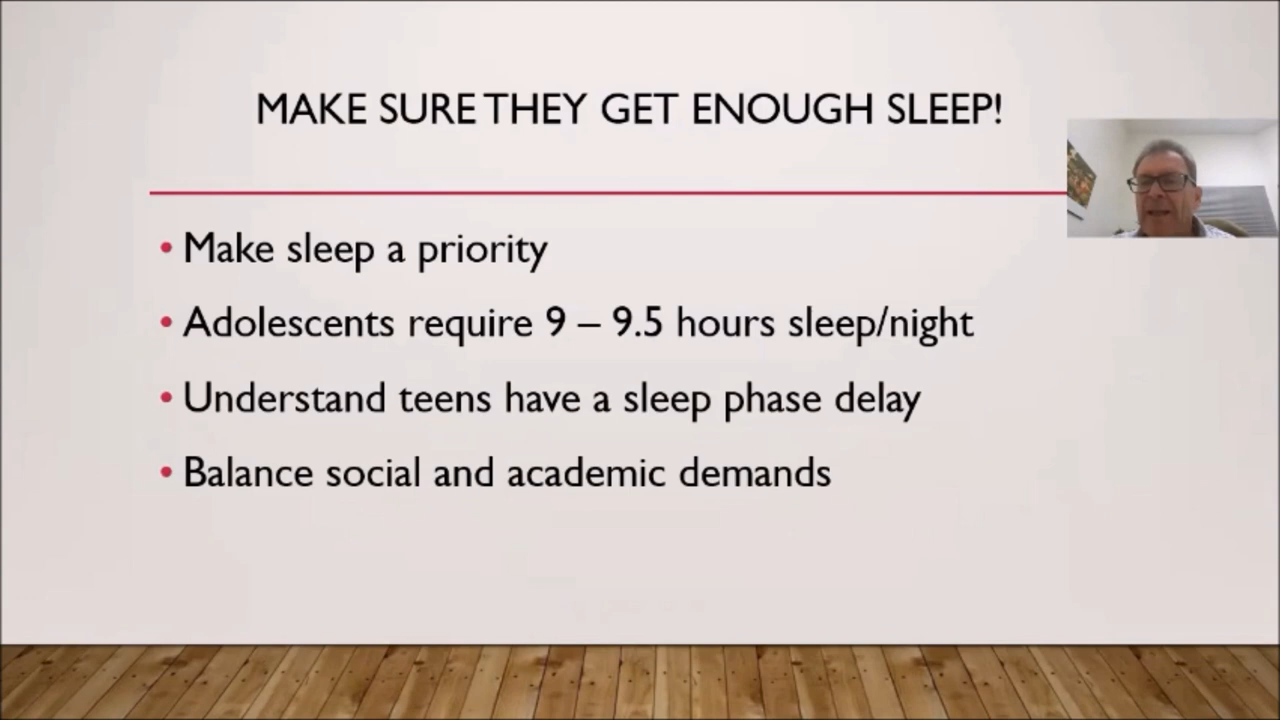 MAKE SURE THEY GET ENOUGH SLEEP!
• Make sleep a priority
• Adolescents require 9 – 9.5 hours sleep/night
• Understand teens have a sleep phase delay
• Balance social and academic demands